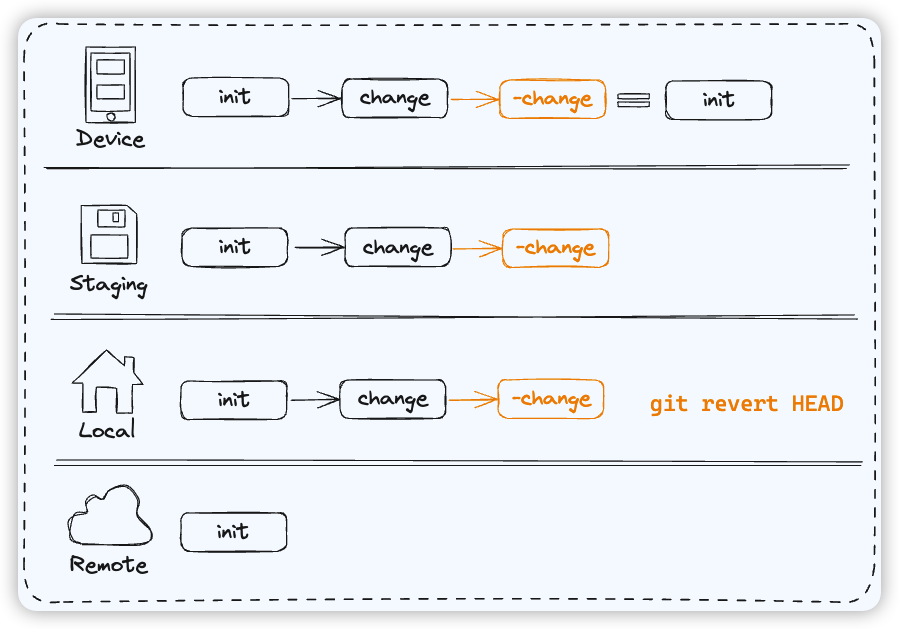 init
change
-change
init
Device
init
change
-change
Staging
init
change
-change
git revert HEAD
Local
init
Remote